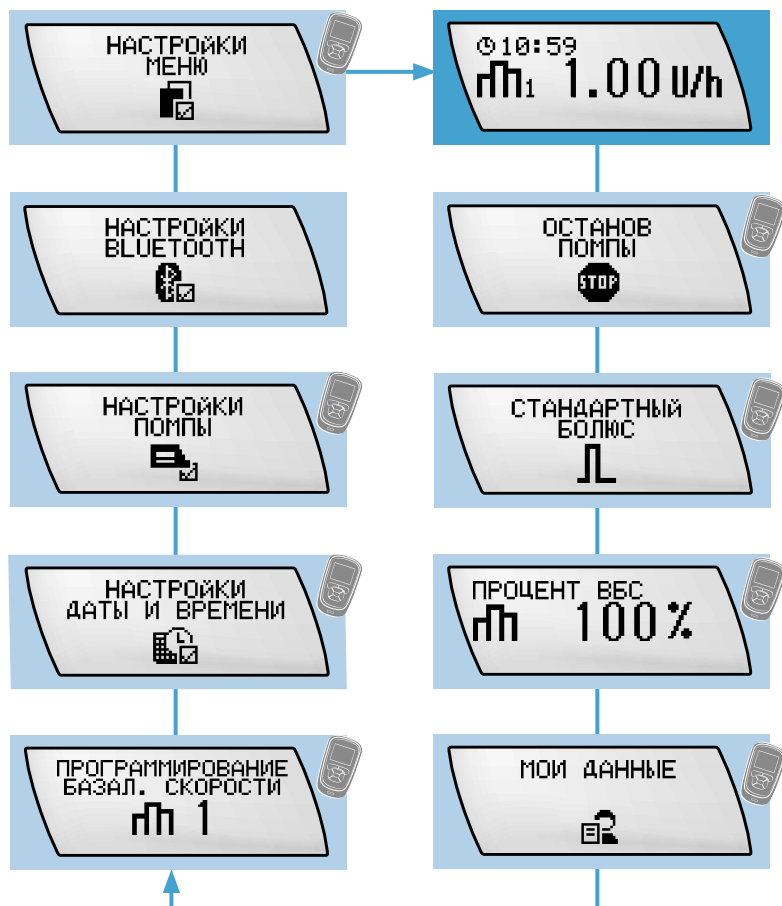 НАСТРОЙКИ
МЕНЮ
10:59
1 1.00 U/h
НАСТРОЙКИ
BLUETOOTH
ОСТАНОВ
ПОМПЫ
STOP
НАСТРОЙКИ
ПОМПЫ
СТАНДАРТНЫЙ
БОЛЮС
НАСТРОЙКИ
ДАТЫ И ВРЕМЕНИ
ПРОЦЕНТ ВБС
100%
ПРОГРАММИРОВАНИЕ
БАЗАЛ. СКОРОСТИ
1
МОИ ДАННЫЕ